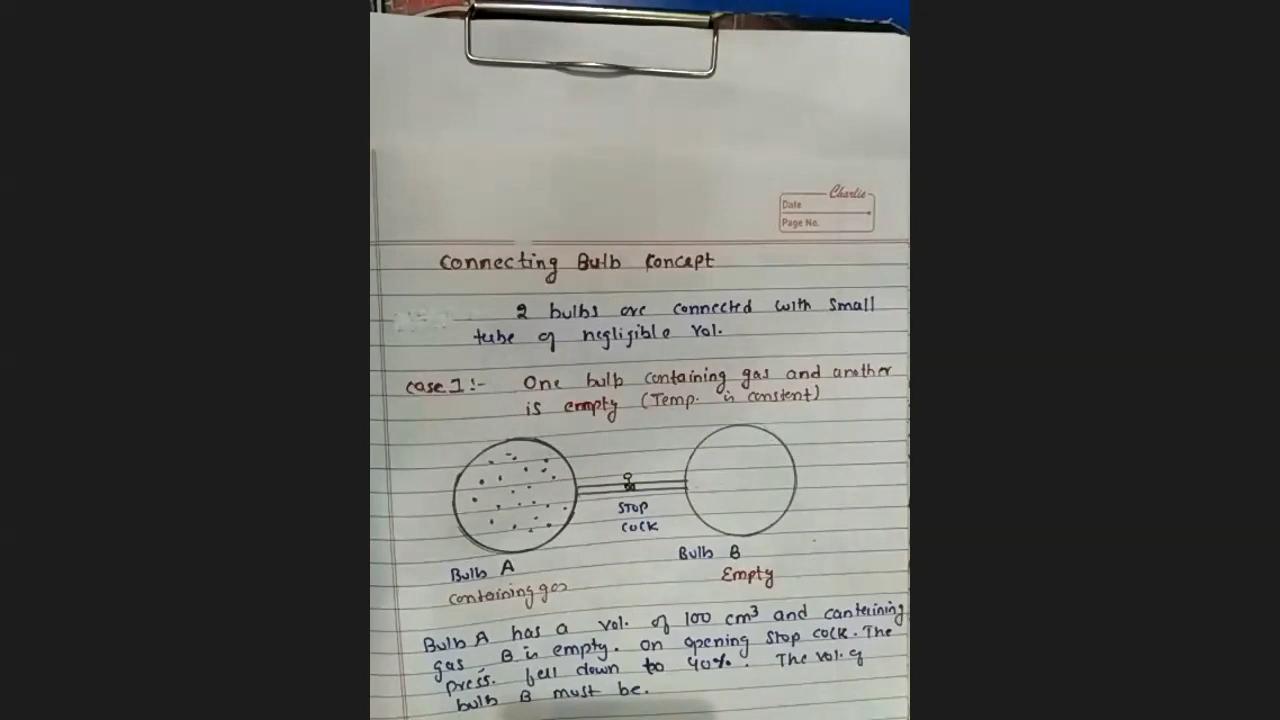 Charlie
Date
Page No.
Connecting Bulb Concept
2 bulbs are connected with small
tube of negligible vol.
Case 1:- One bulb containing gas and another
is empty (Temp. is constent)
STOP
COCK
Bulb A
containing gas
Bulb B
Empty
Bulb A has a vol. of 100 cm³ and canteining
gas, B is empty. on opening stop cock. The
press. fell down to 40%. The vol. of
bulb B must be.